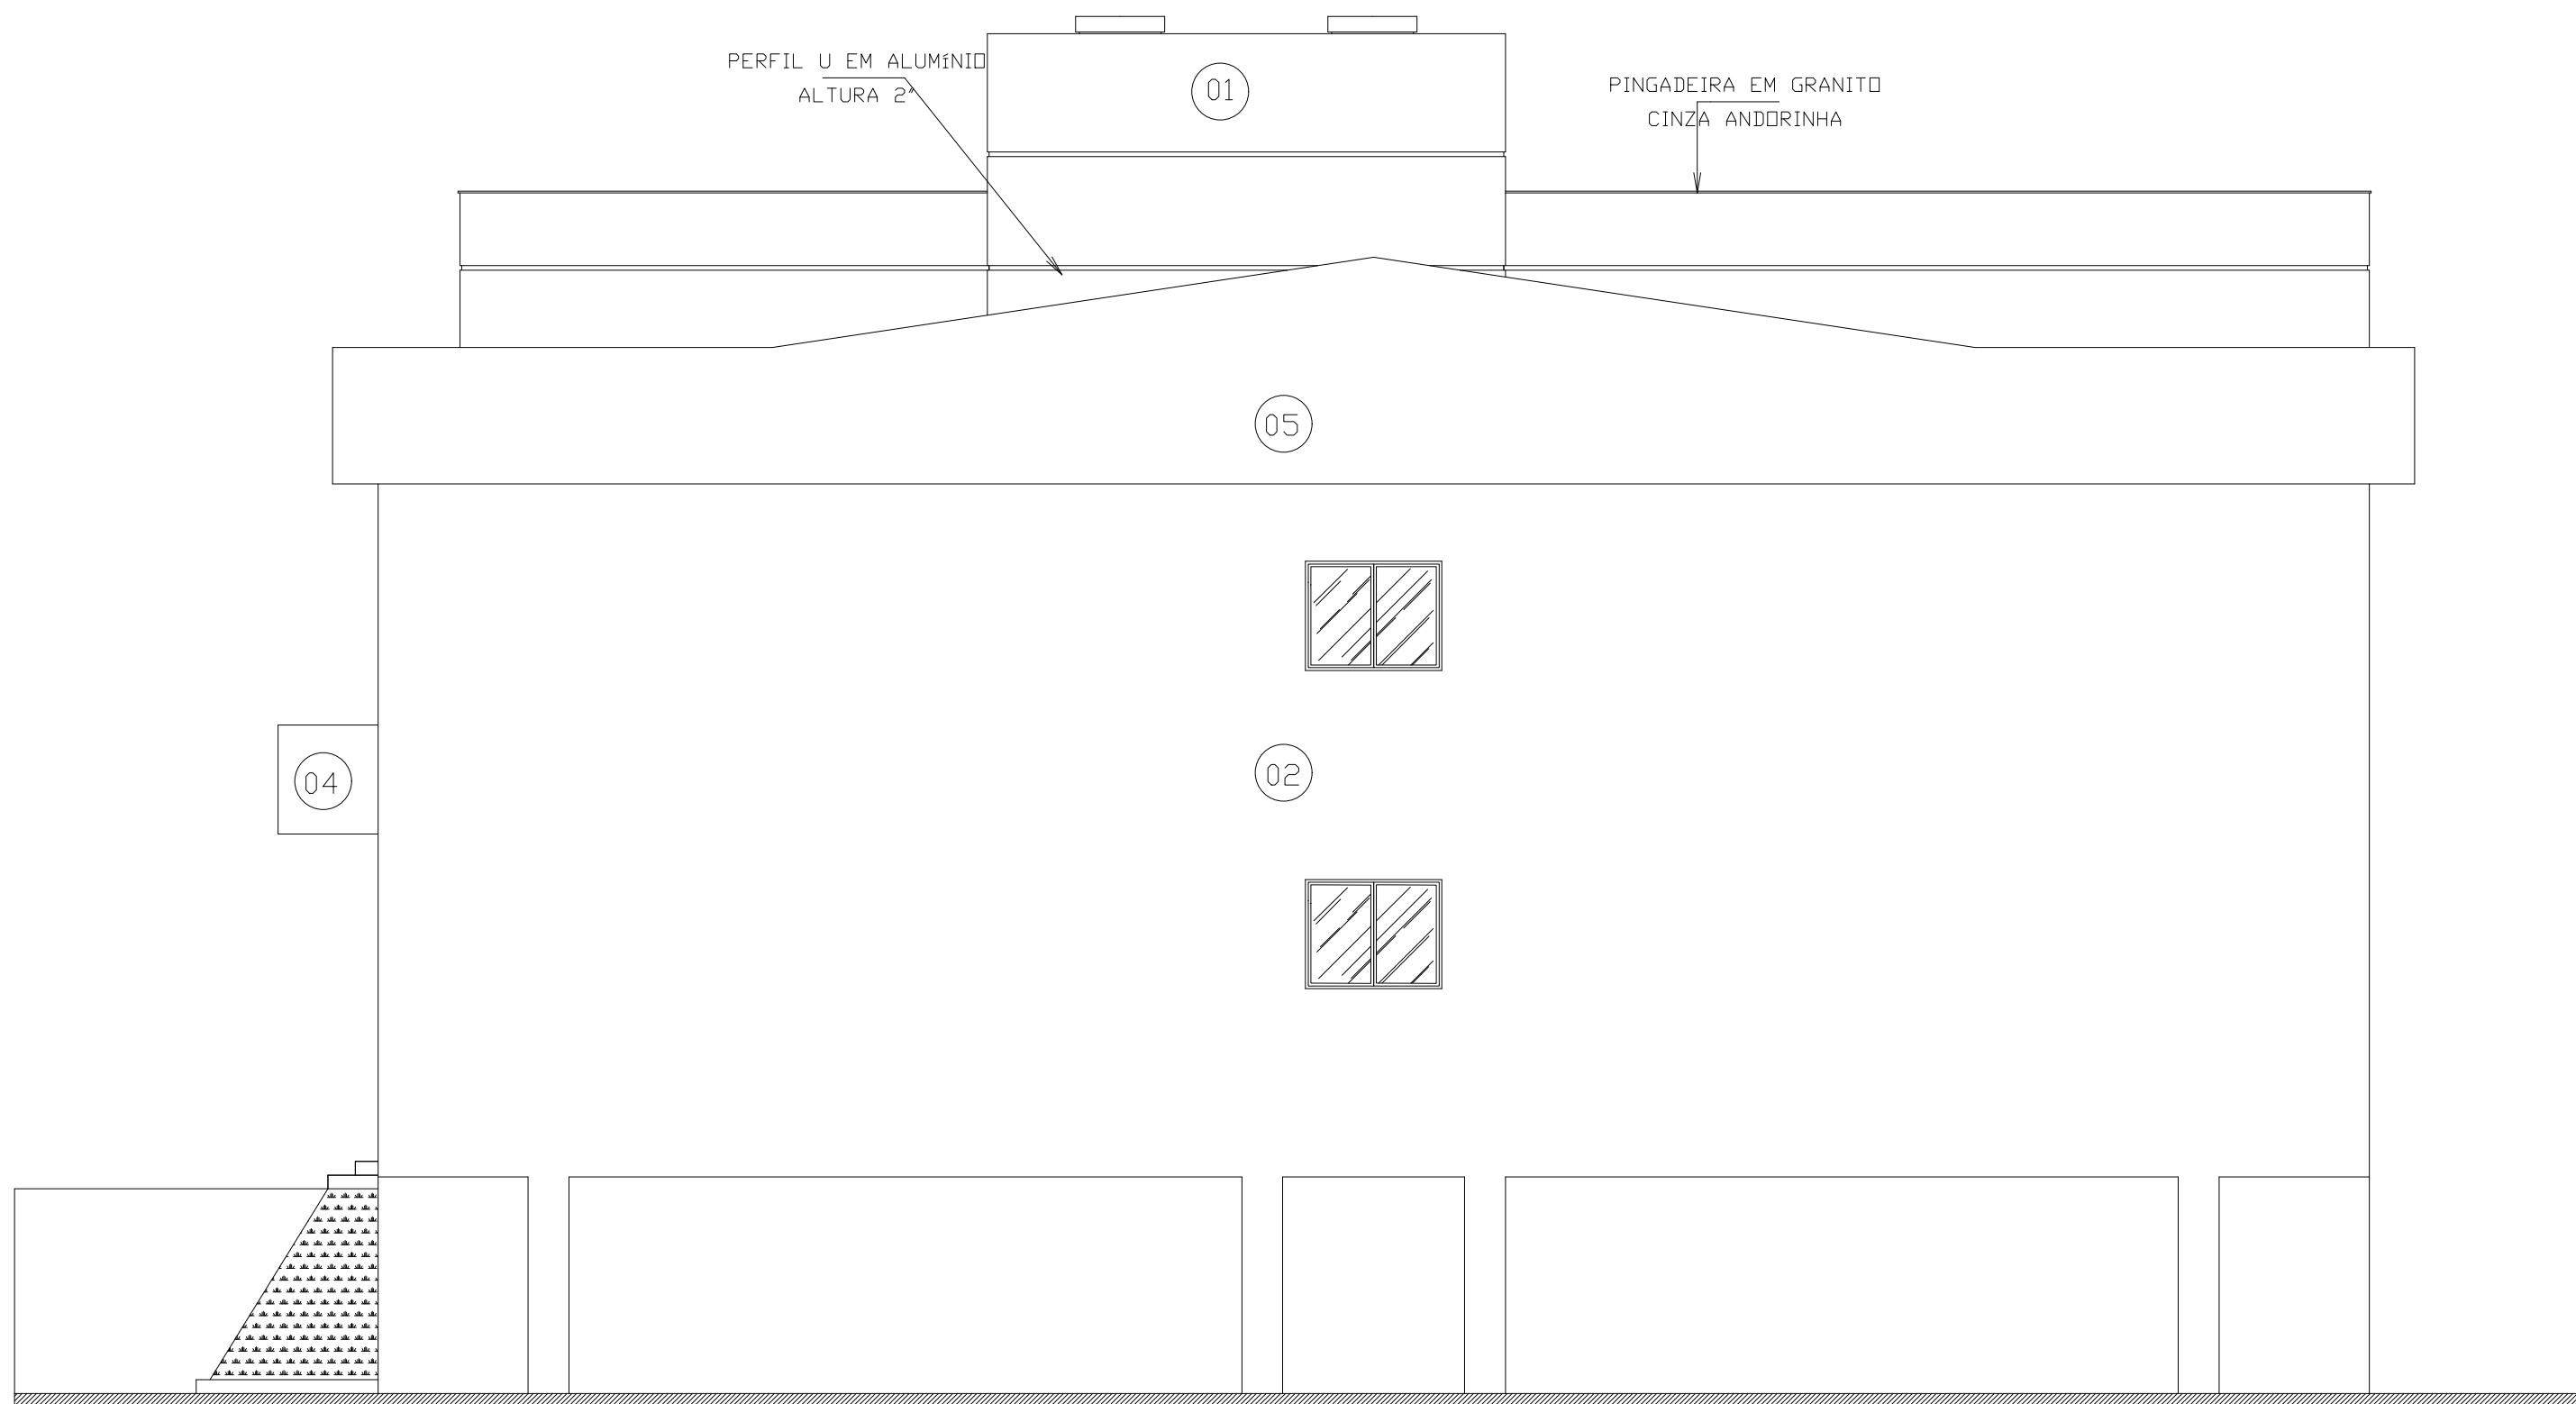 PERFIL U EM ALUMíNIO
ALTURA 2"
01
PINGADEIRA EM GRANITO
CINZA ANDORINHA
05
04
02